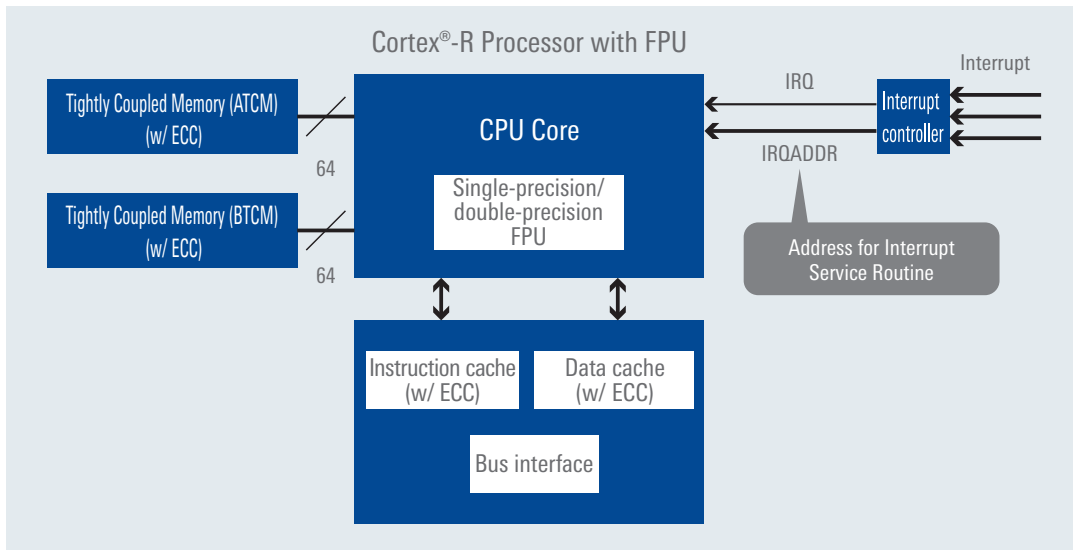 Cortex®-R Processor with FPU
Tightly Coupled Memory (ATCM)
(w/ ECC)
64
Tightly Coupled Memory (BTCM)
(w/ ECC)
64
CPU Core
Single-precision/
double-precision
FPU
IRQ
IRQADDR
Interrupt
controller
Interrupt
Address for Interrupt
Service Routine
Instruction cache
(w/ ECC)
Data cache
(w/ ECC)
Bus interface